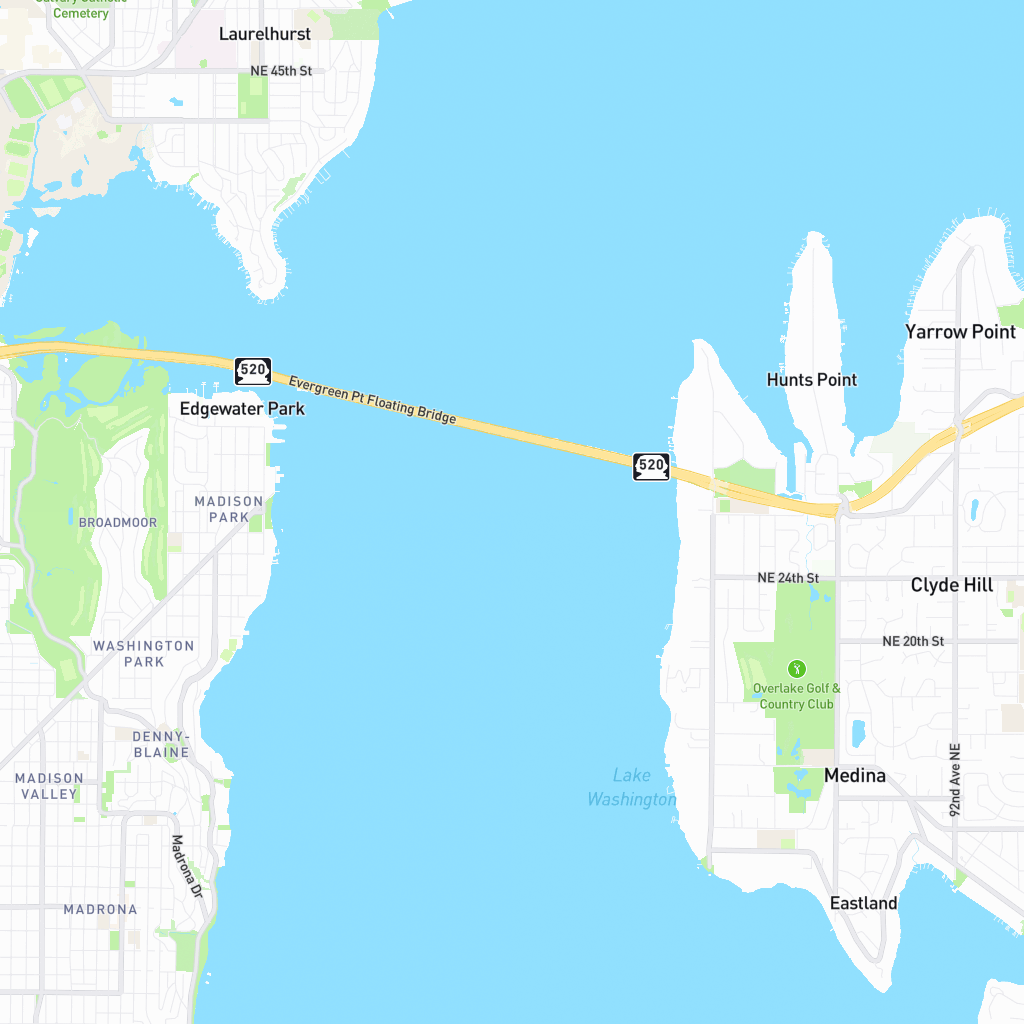 Calvary Catholic
Cemetery
Laurelhurst
NE 45th St
Yarrow Point
Hunts Point
520
Evergreen Pt Floating Bridge
Edgewater Park
520
MADISON
PARK
BROADMOOR
NE 24th St
Clyde Hill
NE 20th St
WASHINGTON
PARK
Overlake Golf &
Country Club
DENNY-
BLAINE
MADISON
VALLEY
Lake
Washington
Medina
92nd Ave NE
Madrona Dr
MADRONA
Eastland